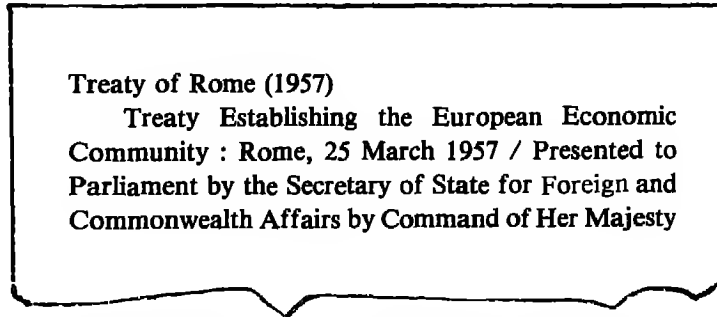 Treaty of Rome (1957)
Treaty Establishing the European Economic
Community : Rome, 25 March 1957 / Presented to
Parliament by the Secretary of State for Foreign and
Commonwealth Affairs by Command of Her Majesty